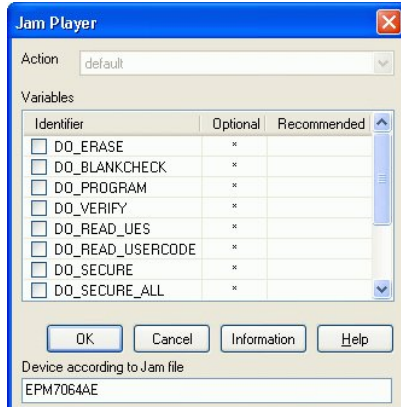 Jam Player
Action default
Variables
Identifier Optional Recommended
DO_ERASE *
DO_BLANKCHECK *
DO_PROGRAM *
DO_VERIFY *
DO_READ_UES *
DO_READ_USERCODE *
DO_SECURE *
DO_SECURE_ALL *
OK Cancel Information Help
Device according to Jam file
EPM7064AE